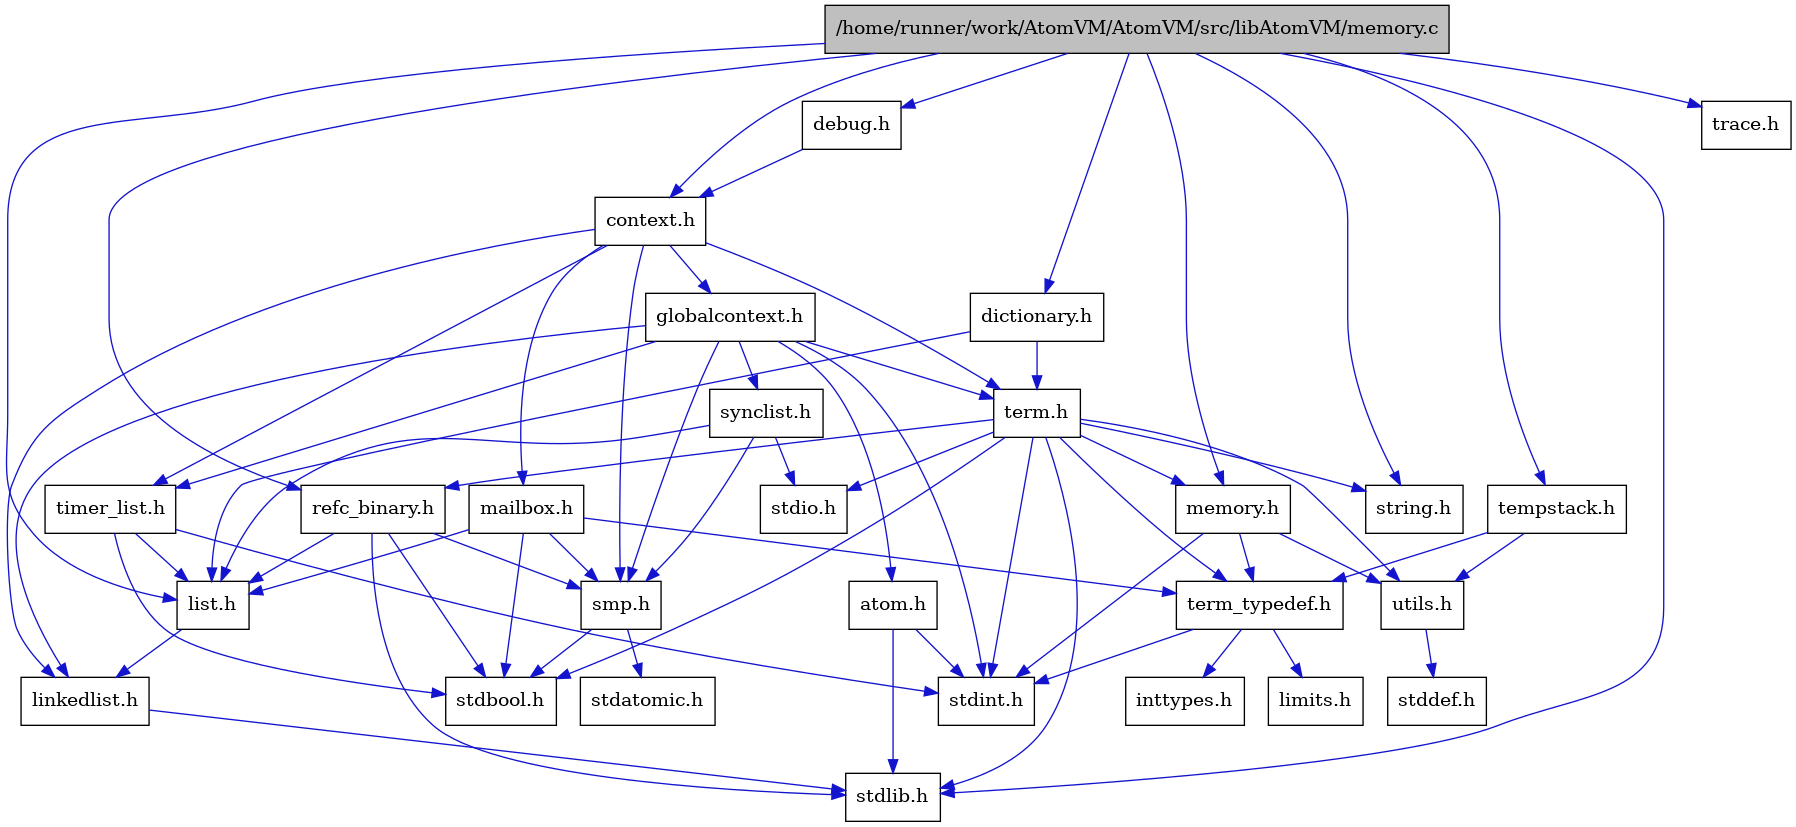 /home/runner/work/AtomVM/AtomVM/src/libAtomVM/memory.c
debug.h
trace.h
context.h
globalcontext.h
dictionary.h
synclist.h
term.h
timer_list.h
refc_binary.h
mailbox.h
stdio.h
memory.h
string.h
tempstack.h
list.h
smp.h
atom.h
term_typedef.h
utils.h
linkedlist.h
stdbool.h
stdatomic.h
stdint.h
inttypes.h
limits.h
stddef.h
stdlib.h